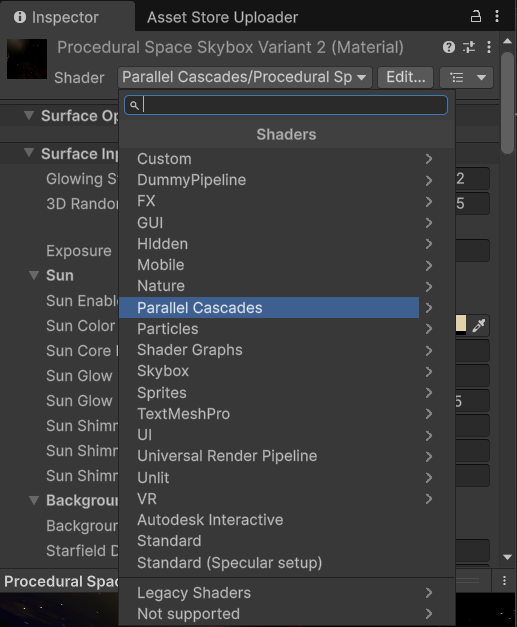 Inspector
Asset Store Uploader
Procedural Space Skybox Variant 2 (Material)
Shader
Parallel Cascades/Procedural Sp
Edit...
Surface Op
Shaders
Surface Inp
Custom
Glowing S
DummyPipeline
2
3D Rando
FX
5
GUI
Exposure
HIdden
Mobile
Sun
Nature
Sun Enabl
Parallel Cascades
Sun Color
Particles
Sun Core
Shader Graphs
Sun Glow
Skybox
Sun Glow
Sprites
5
Sun Shimr
TextMeshPro
Sun Shimr
UI
Universal Render Pipeline
Sun Shimr
Unlit
Backgroun
VR
Backgroun
Autodesk Interactive
Starfield D
Standard
Standard (Specular setup)
Procedural Spac
Legacy Shaders
Not supported